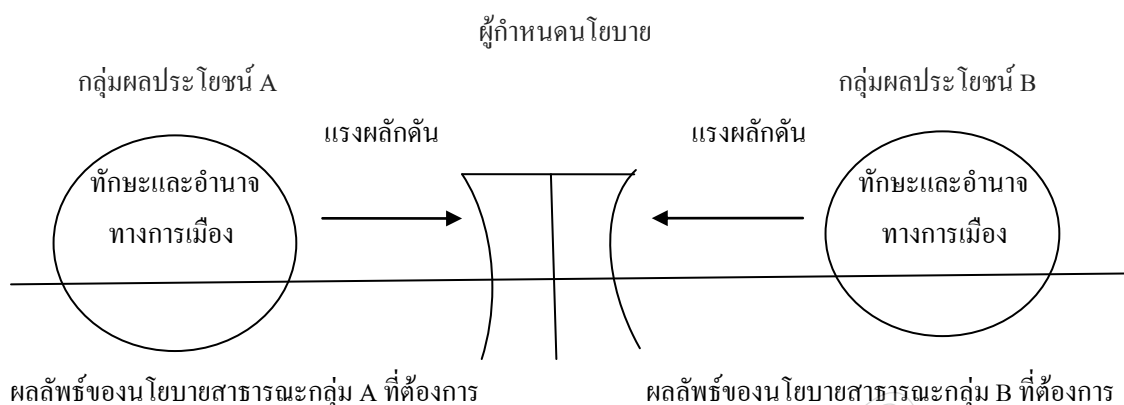 ผู้กำหนดนโยบาย
กลุ่มผลประโยชน์ A
กลุ่มผลประโยชน์ B
แรงผลักดัน
แรงผลักดัน
ทักษะและอำนาจ
ทางการเมือง
ทักษะและอำนาจ
ทางการเมือง
ผลลัพธ์ของนโยบายสาธารณะกลุ่ม A ที่ต้องการ
ผลลัพธ์ของนโยบายสาธารณะกลุ่ม B ที่ต้องการ